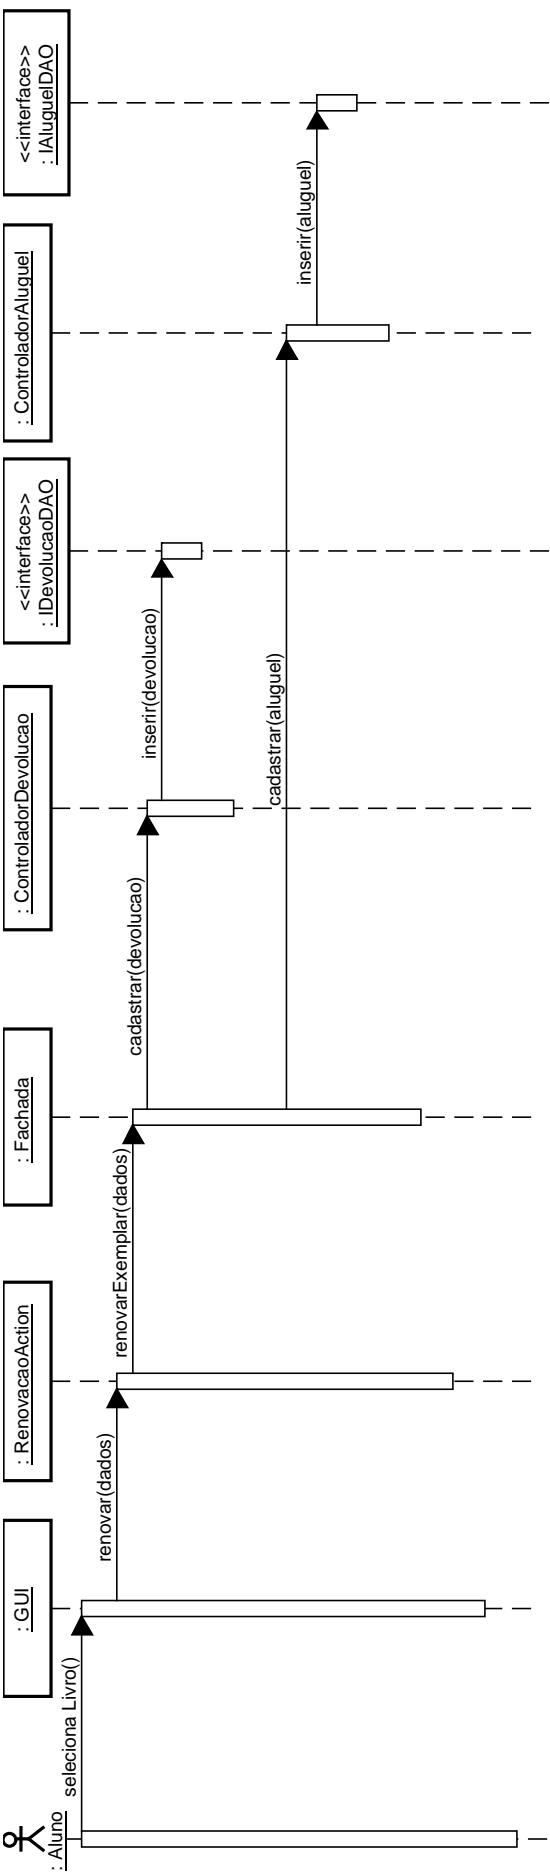 : Aluno
: GUI
: RenovacaoAction
: Fachada
: ControladorDevolucao
<<interface>>
: IDevolucaoDAO
: ControladorAluguel
<<interface>>
: IAluguelDAO
seleciona Livro()
renovar(dados)
renovarExemplar(dados)
cadastrar(devolucao)
inserir(devolucao)
cadastrar(aluguel)
inserir(aluguel)